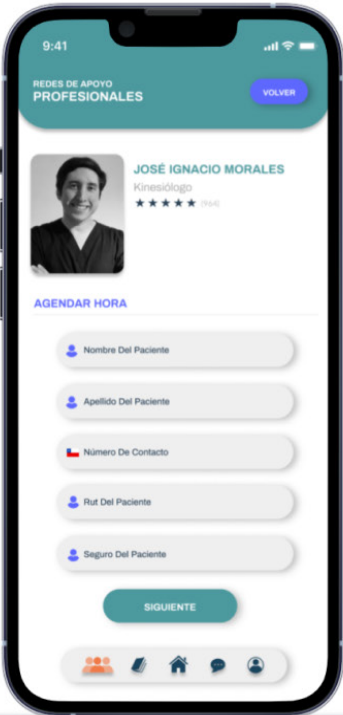 9:41
REDES DE APOYO
PROFESIONALES
VOLVER
JOSÉ IGNACIO MORALES
Kinesiólogo
(964)
AGENDAR HORA
Nombre Del Paciente
Apellido Del Paciente
Número De Contacto
Rut Del Paciente
Seguro Del Paciente
SIGUIENTE